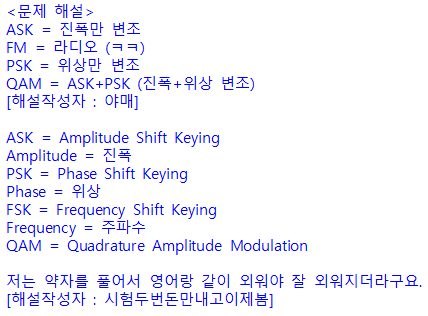 <문제 해설>
ASK = 진폭만 변조
FM = 라디오 (ㅋㅋ)
PSK = 위상만 변조
QAM = ASK+PSK (진폭+위상 변조)
[해설작성자 : 야매]

ASK = Amplitude Shift Keying
Amplitude = 진폭
PSK = Phase Shift Keying
Phase = 위상
FSK = Frequency Shift Keying
Frequency = 주파수
QAM = Quadrature Amplitude Modulation

저는 약자를 풀어서 영어랑 같이 외워야 잘 외워지더라구요.
[해설작성자 : 시험두번돈만내고이제봄]